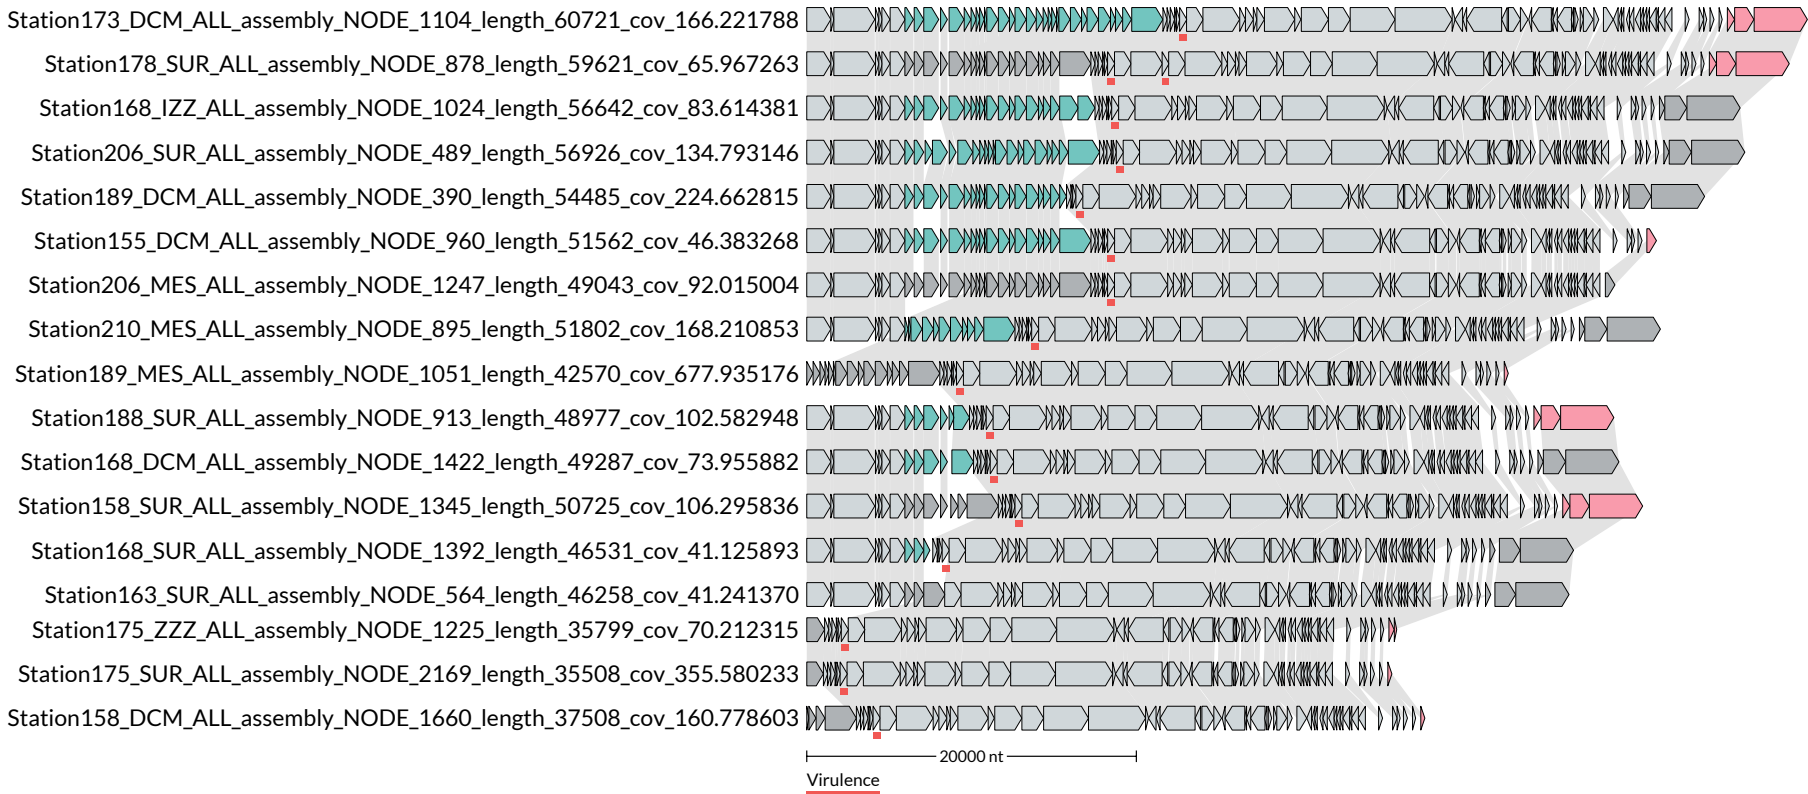 Station173_DCM_ALL_assembly_NODE_1104_length_60721_cov_166.221788
Station178_SUR_ALL_assembly_NODE_878_length_59621_cov_65.967263
Station168_IZZ_ALL_assembly_NODE_1024_length_56642_cov_83.614381
Station206_SUR_ALL_assembly_NODE_489_length_56926_cov_134.793146
Station189_DCM_ALL_assembly_NODE_390_length_54485_cov_224.662815
Station155_DCM_ALL_assembly_NODE_960_length_51562_cov_46.383268
Station206_MES_ALL_assembly_NODE_1247_length_49043_cov_92.015004
Station210_MES_ALL_assembly_NODE_895_length_51802_cov_168.210853
Station189_MES_ALL_assembly_NODE_1051_length_42570_cov_677.935176
Station188_SUR_ALL_assembly_NODE_913_length_48977_cov_102.582948
Station168_DCM_ALL_assembly_NODE_1422_length_49287_cov_73.955882
Station158_SUR_ALL_assembly_NODE_1345_length_50725_cov_106.295836
Station168_SUR_ALL_assembly_NODE_1392_length_46531_cov_41.125893
Station163_SUR_ALL_assembly_NODE_564_length_46258_cov_41.241370
Station175_ZZZ_ALL_assembly_NODE_1225_length_35799_cov_70.212315
Station175_SUR_ALL_assembly_NODE_2169_length_35508_cov_355.580233
Station158_DCM_ALL_assembly_NODE_1660_length_37508_cov_160.778603
20000 nt
Virulence